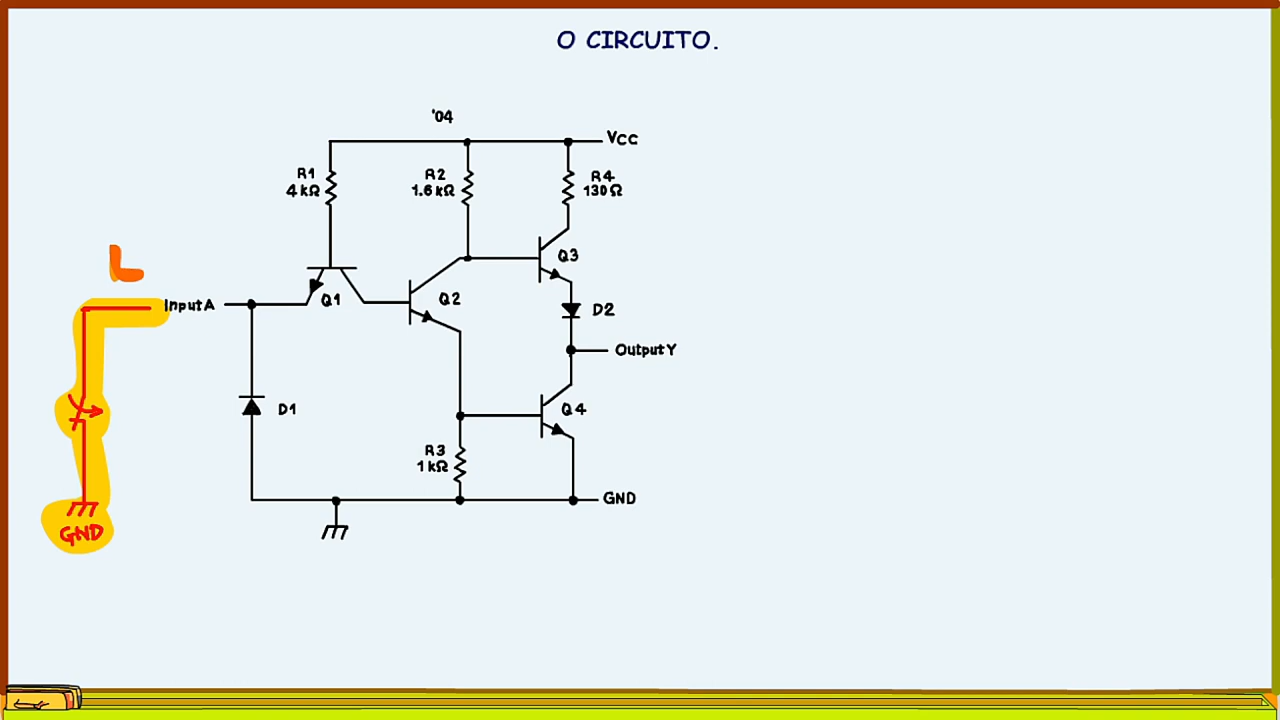 O CIRCUITO.
'04
VCC
R1
4 kΩ
R2
1.6 kΩ
R4
130 Ω
L
Input A
Q1
Q2
Q3
D2
Output Y
D1
Q4
R3
1 kΩ
GND
GND